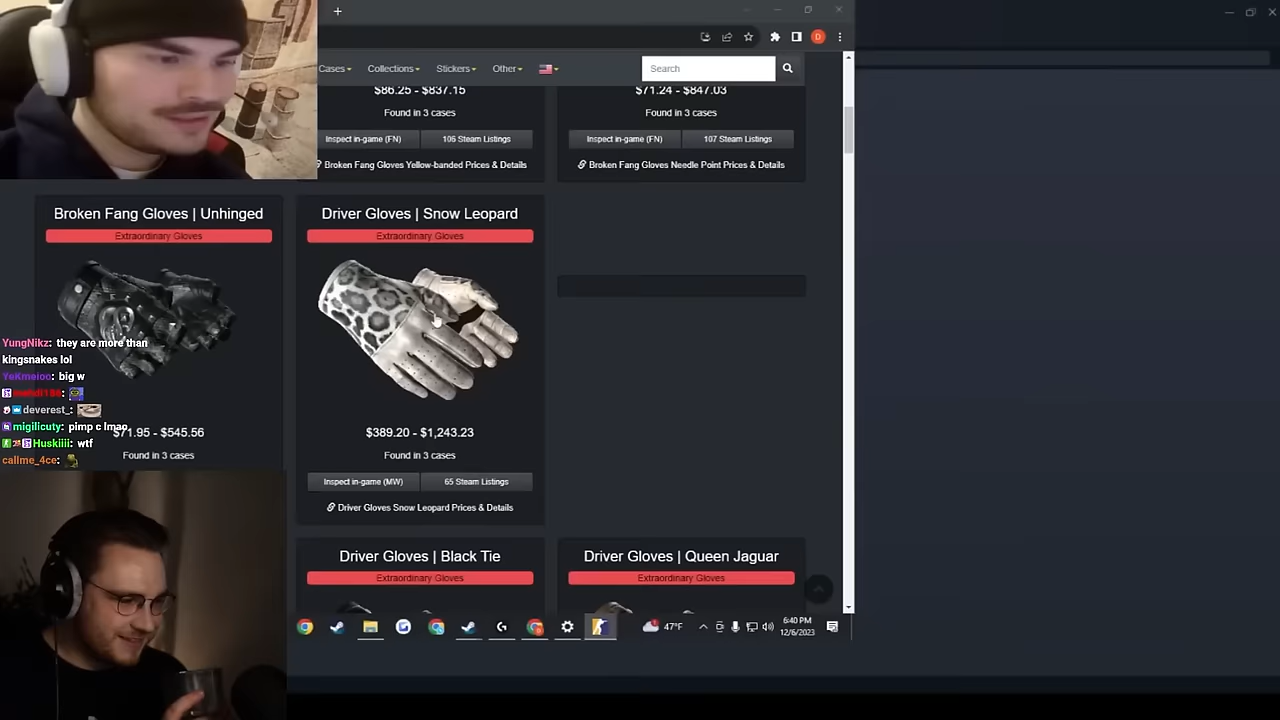 Cases
Collections
Stickers
Other
Search
$86.25 - $837.15
$71.24 - $847.03
Found in 3 cases
Found in 3 cases
Inspect in-game (FN)
106 Steam Listings
Inspect in-game (FN)
107 Steam Listings
Broken Fang Gloves Yellow-banded Prices & Details
Broken Fang Gloves Needle Point Prices & Details
Broken Fang Gloves | Unhinged
Driver Gloves | Snow Leopard
Extraordinary Gloves
Extraordinary Gloves
YungNikz: they are more than
kingsnakes lol
YeKmeioo: big w
deverest_:
migilicuty: pimp c lmao
Huskiiii: wtf
callme_4ce:
$71.95 - $545.56
$389.20 - $1,243.23
Found in 3 cases
Found in 3 cases
Inspect in-game (MW)
65 Steam Listings
Driver Gloves Snow Leopard Prices & Details
Driver Gloves | Black Tie
Driver Gloves | Queen Jaguar
Extraordinary Gloves
Extraordinary Gloves
47°F
6:40 PM
12/6/2023